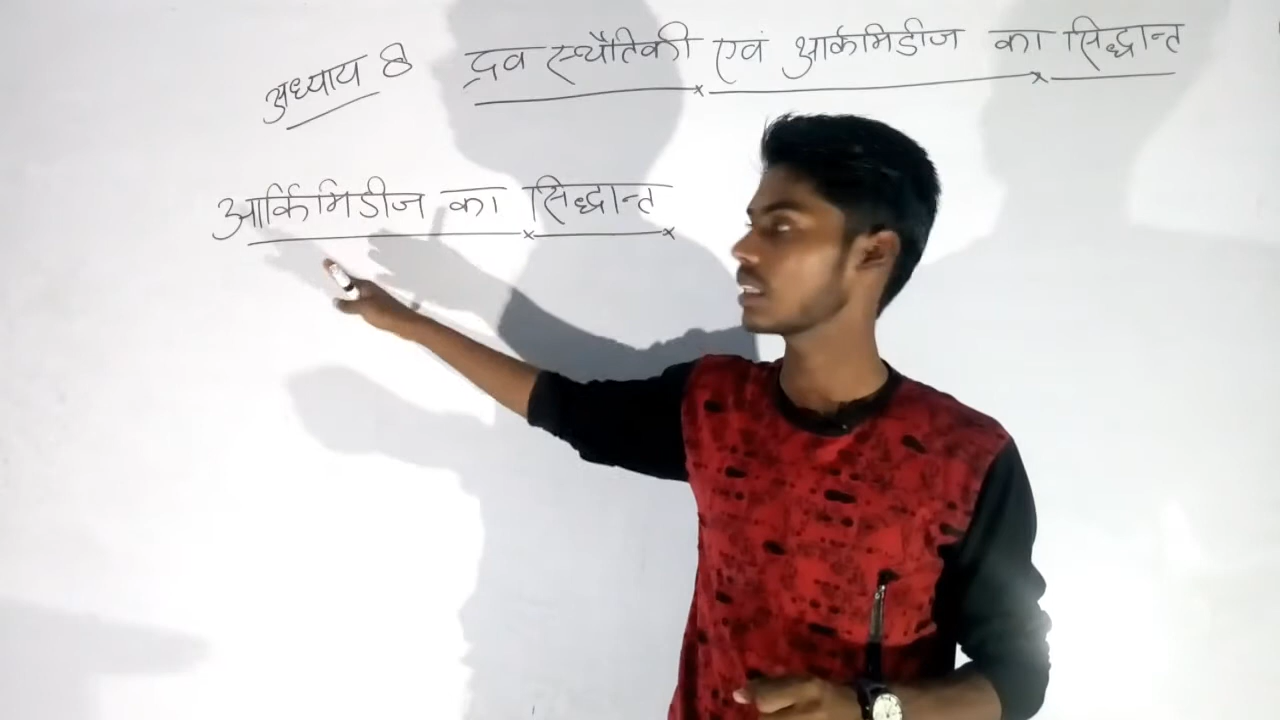 अध्याय 8 द्रव स्थैतिकी एवं आर्कमिडीज का सिद्धान्त
आर्किमिडीज का सिद्धान्त